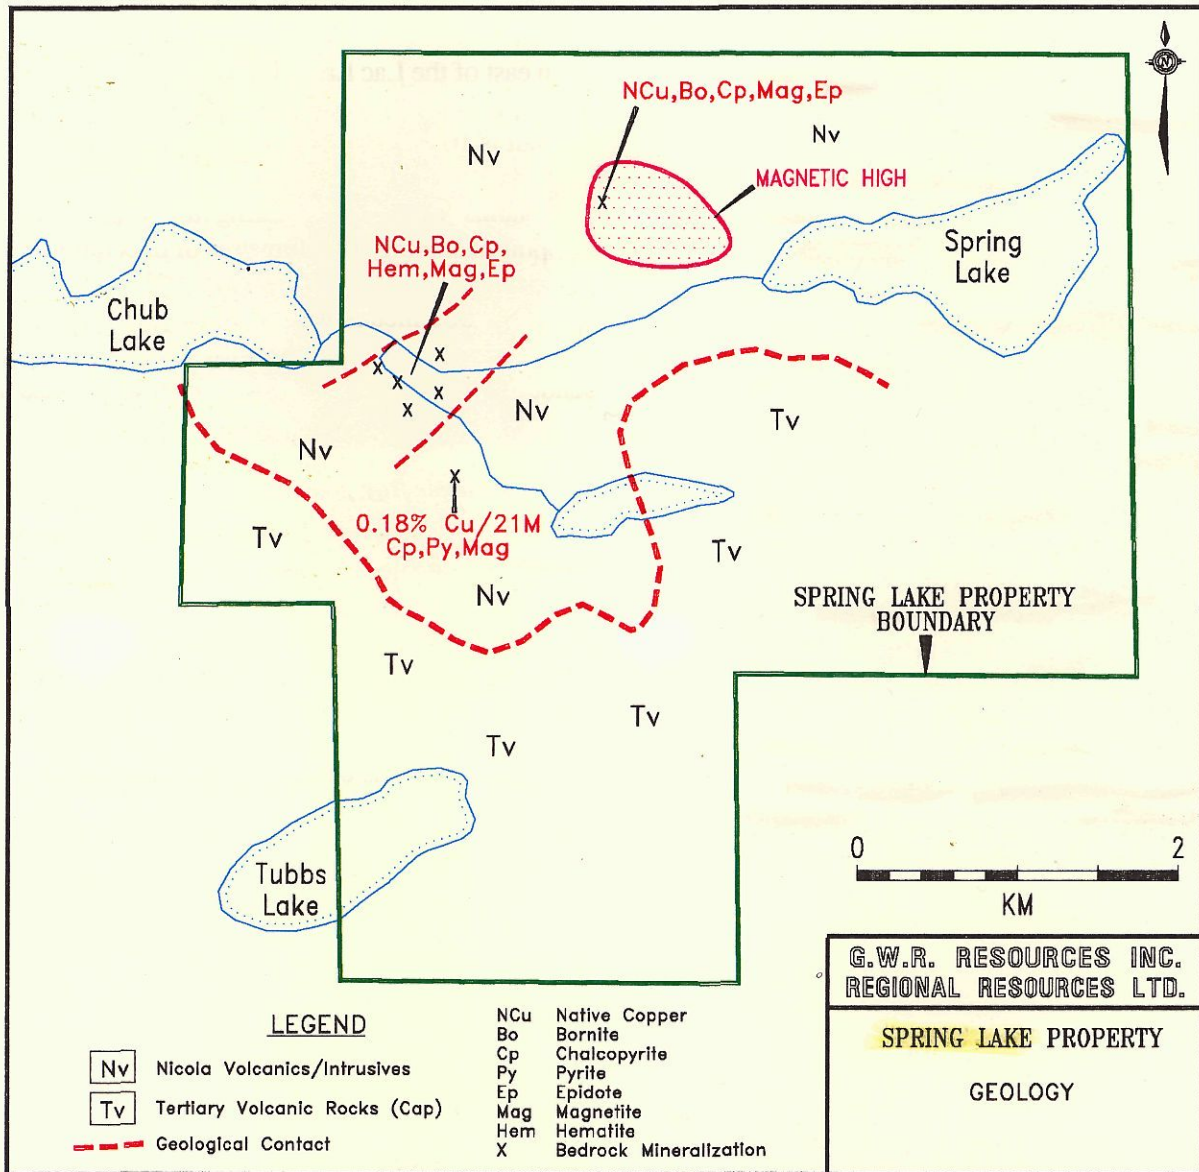 N
NCu,Bo,Cp,Mag,Ep
Nv
Nv
MAGNETIC HIGH
NCu,Bo,Cp,
Hem,Mag,Ep
Spring
Lake
Chub
Lake
Nv
Tv
Nv
0.18% Cu/21M
Cp,Py,Mag
Tv
Tv
Nv
SPRING LAKE PROPERTY
BOUNDARY
Tv
Tv
Tv
Tubbs
Lake
0 2
KM
G.W.R. RESOURCES INC.
REGIONAL RESOURCES LTD.
SPRING LAKE PROPERTY
GEOLOGY
LEGEND
Nv Nicola Volcanics/Intrusives
Tv Tertiary Volcanic Rocks (Cap)
Geological Contact
NCu Native Copper
Bo Bornite
Cp Chalcopyrite
Py Pyrite
Ep Epidote
Mag Magnetite
Hem Hematite
X Bedrock Mineralization